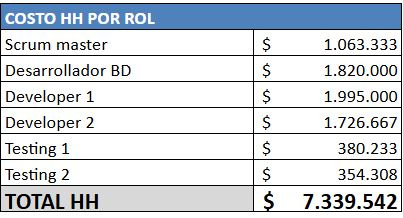 COSTO HH POR ROL
Scrum master $ 1.063.333
Desarrollador BD $ 1.820.000
Developer 1 $ 1.995.000
Developer 2 $ 1.726.667
Testing 1 $ 380.233
Testing 2 $ 354.308
TOTAL HH $ 7.339.542